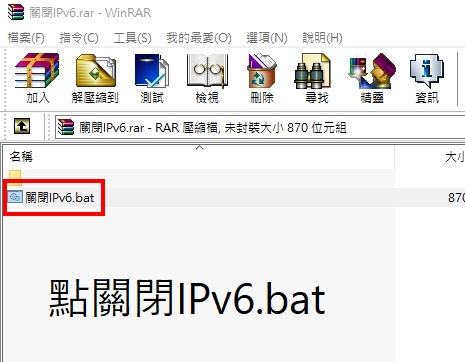 關閉IPv6.rar - WinRAR
檔案(F) 指令(C) 工具(S) 我的最愛(O) 選項(N) 說明(H)
加入 解壓縮到 測試 檢視 刪除 尋找 精靈 資訊
關閉IPv6.rar - RAR 壓縮檔, 未封裝大小 870 位元組
名稱 大小
關閉IPv6.bat 870
點關閉IPv6.bat